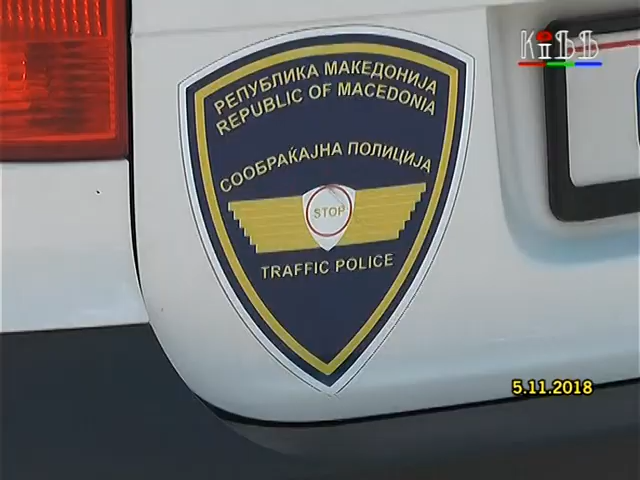 РЕПУБЛИКА МАКЕДОНИЈА
REPUBLIC OF MACEDONIA
СООБРАЌАЈНА ПОЛИЦИЈА
STOP
TRAFFIC POLICE
5.11.2018